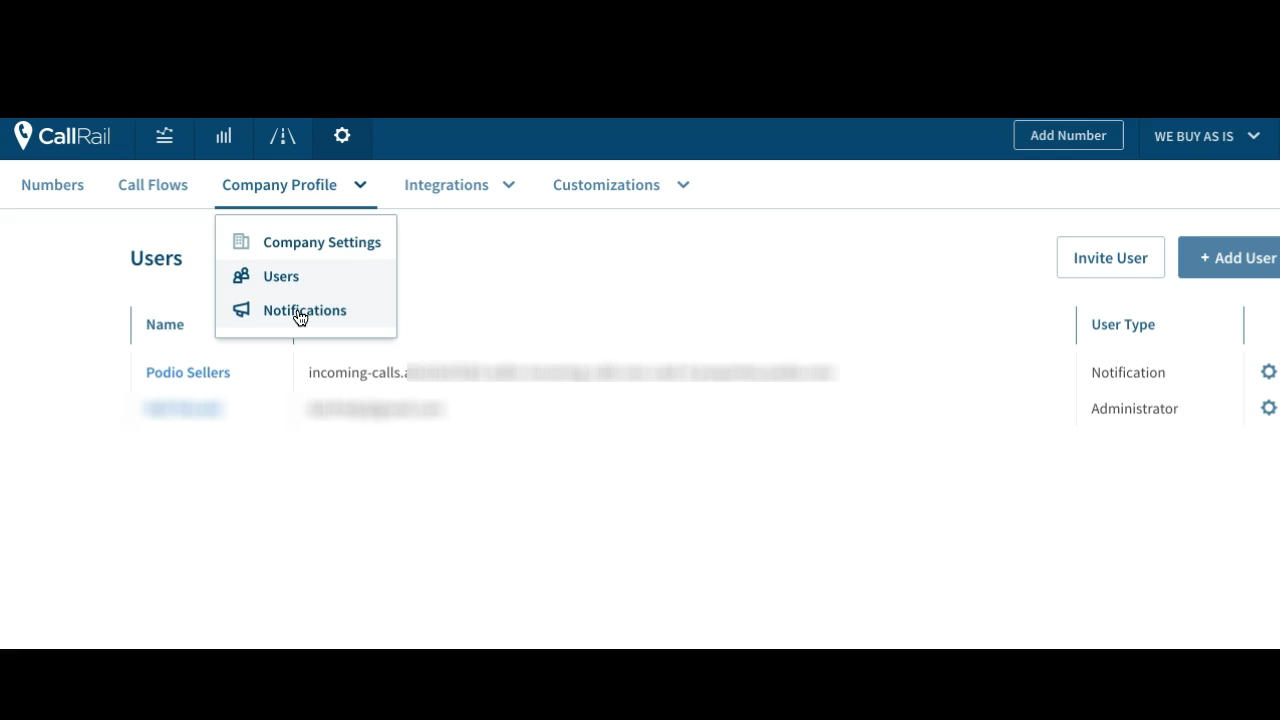 CallRail
Add Number
WE BUY AS IS
Numbers
Call Flows
Company Profile
Integrations
Customizations
Company Settings
Users
Notifications
Users
Invite User
+ Add User
Name
User Type
Podio Sellers
incoming-calls.
Notification
Administrator